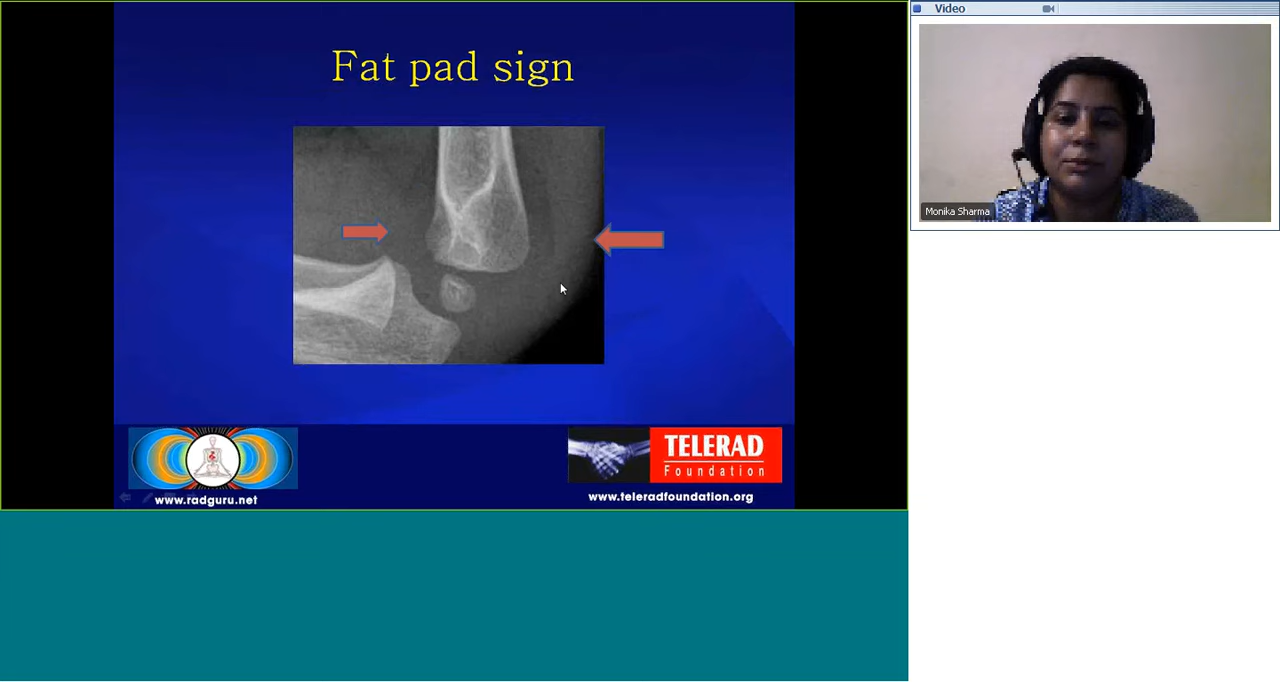 Fat pad sign
TELERAD
Foundation
www.radguru.net
www.teleradfoundation.org
Video
Monika Sharma